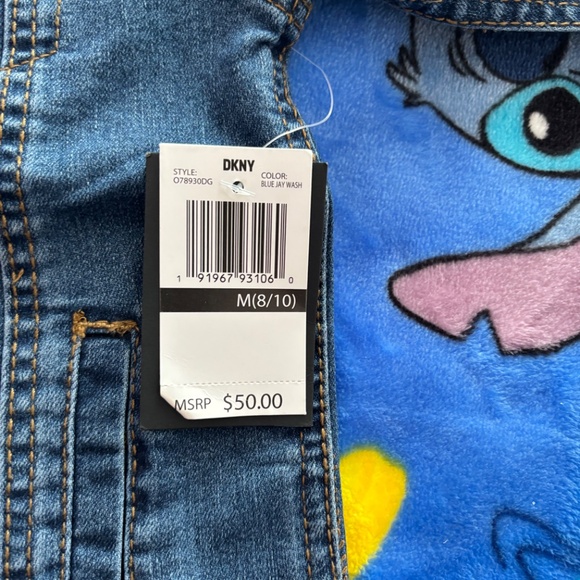 DKNY
STYLE:
O78930DG
COLOR:
BLUE JAY WASH
1 91967 93106 0
M(8/10)
MSRP $50.00